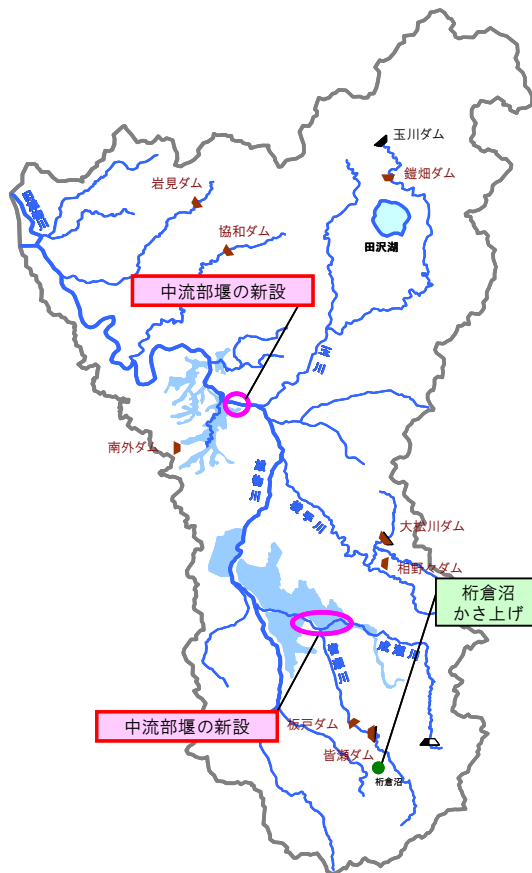 玉川ダム
鎧畑ダム
岩見ダム
田沢湖
協和ダム
中流部堰の新設
玉川
南外ダム
雄物川
横手川
大松川ダム
相野々ダム
桁倉沼
かさ上げ
成瀬川
皆瀬川
中流部堰の新設
板戸ダム
皆瀬ダム
桁倉沼